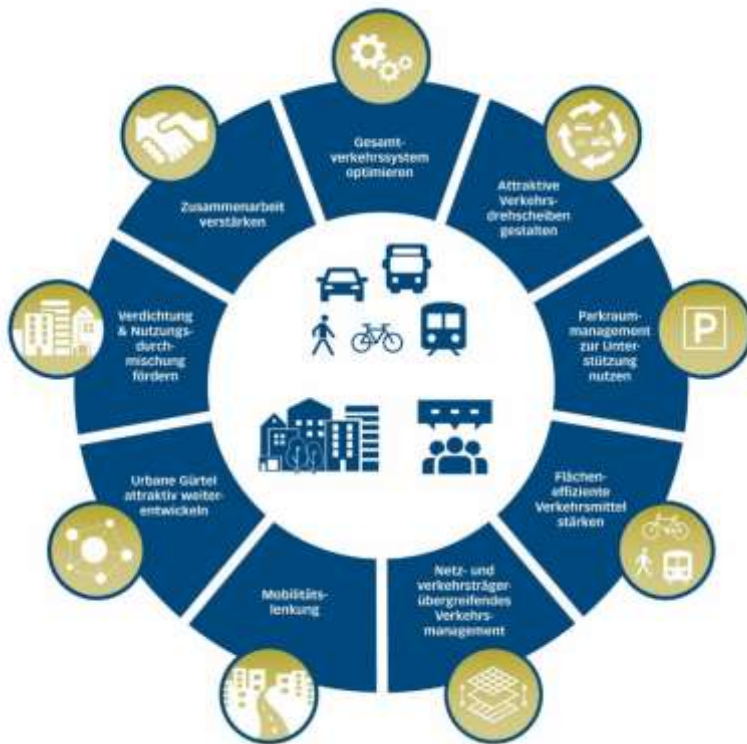 Gesamt-
verkehrssystem
optimieren
Attraktive
Verkehrs-
drehscheiben
gestalten
Parkraum-
management
zur Unter-
stützung
nutzen
P
Flächen-
effiziente
Verkehrsmittel
stärken
Netz- und
verkehrsträger-
übergreifendes
Verkehrs-
management
Mobilitäts-
lenkung
Urbane Gürtel
attraktiv weiter-
entwickeln
Verdichtung
& Nutzungs-
durch-
mischung
fördern
Zusammenarbeit
verstärken